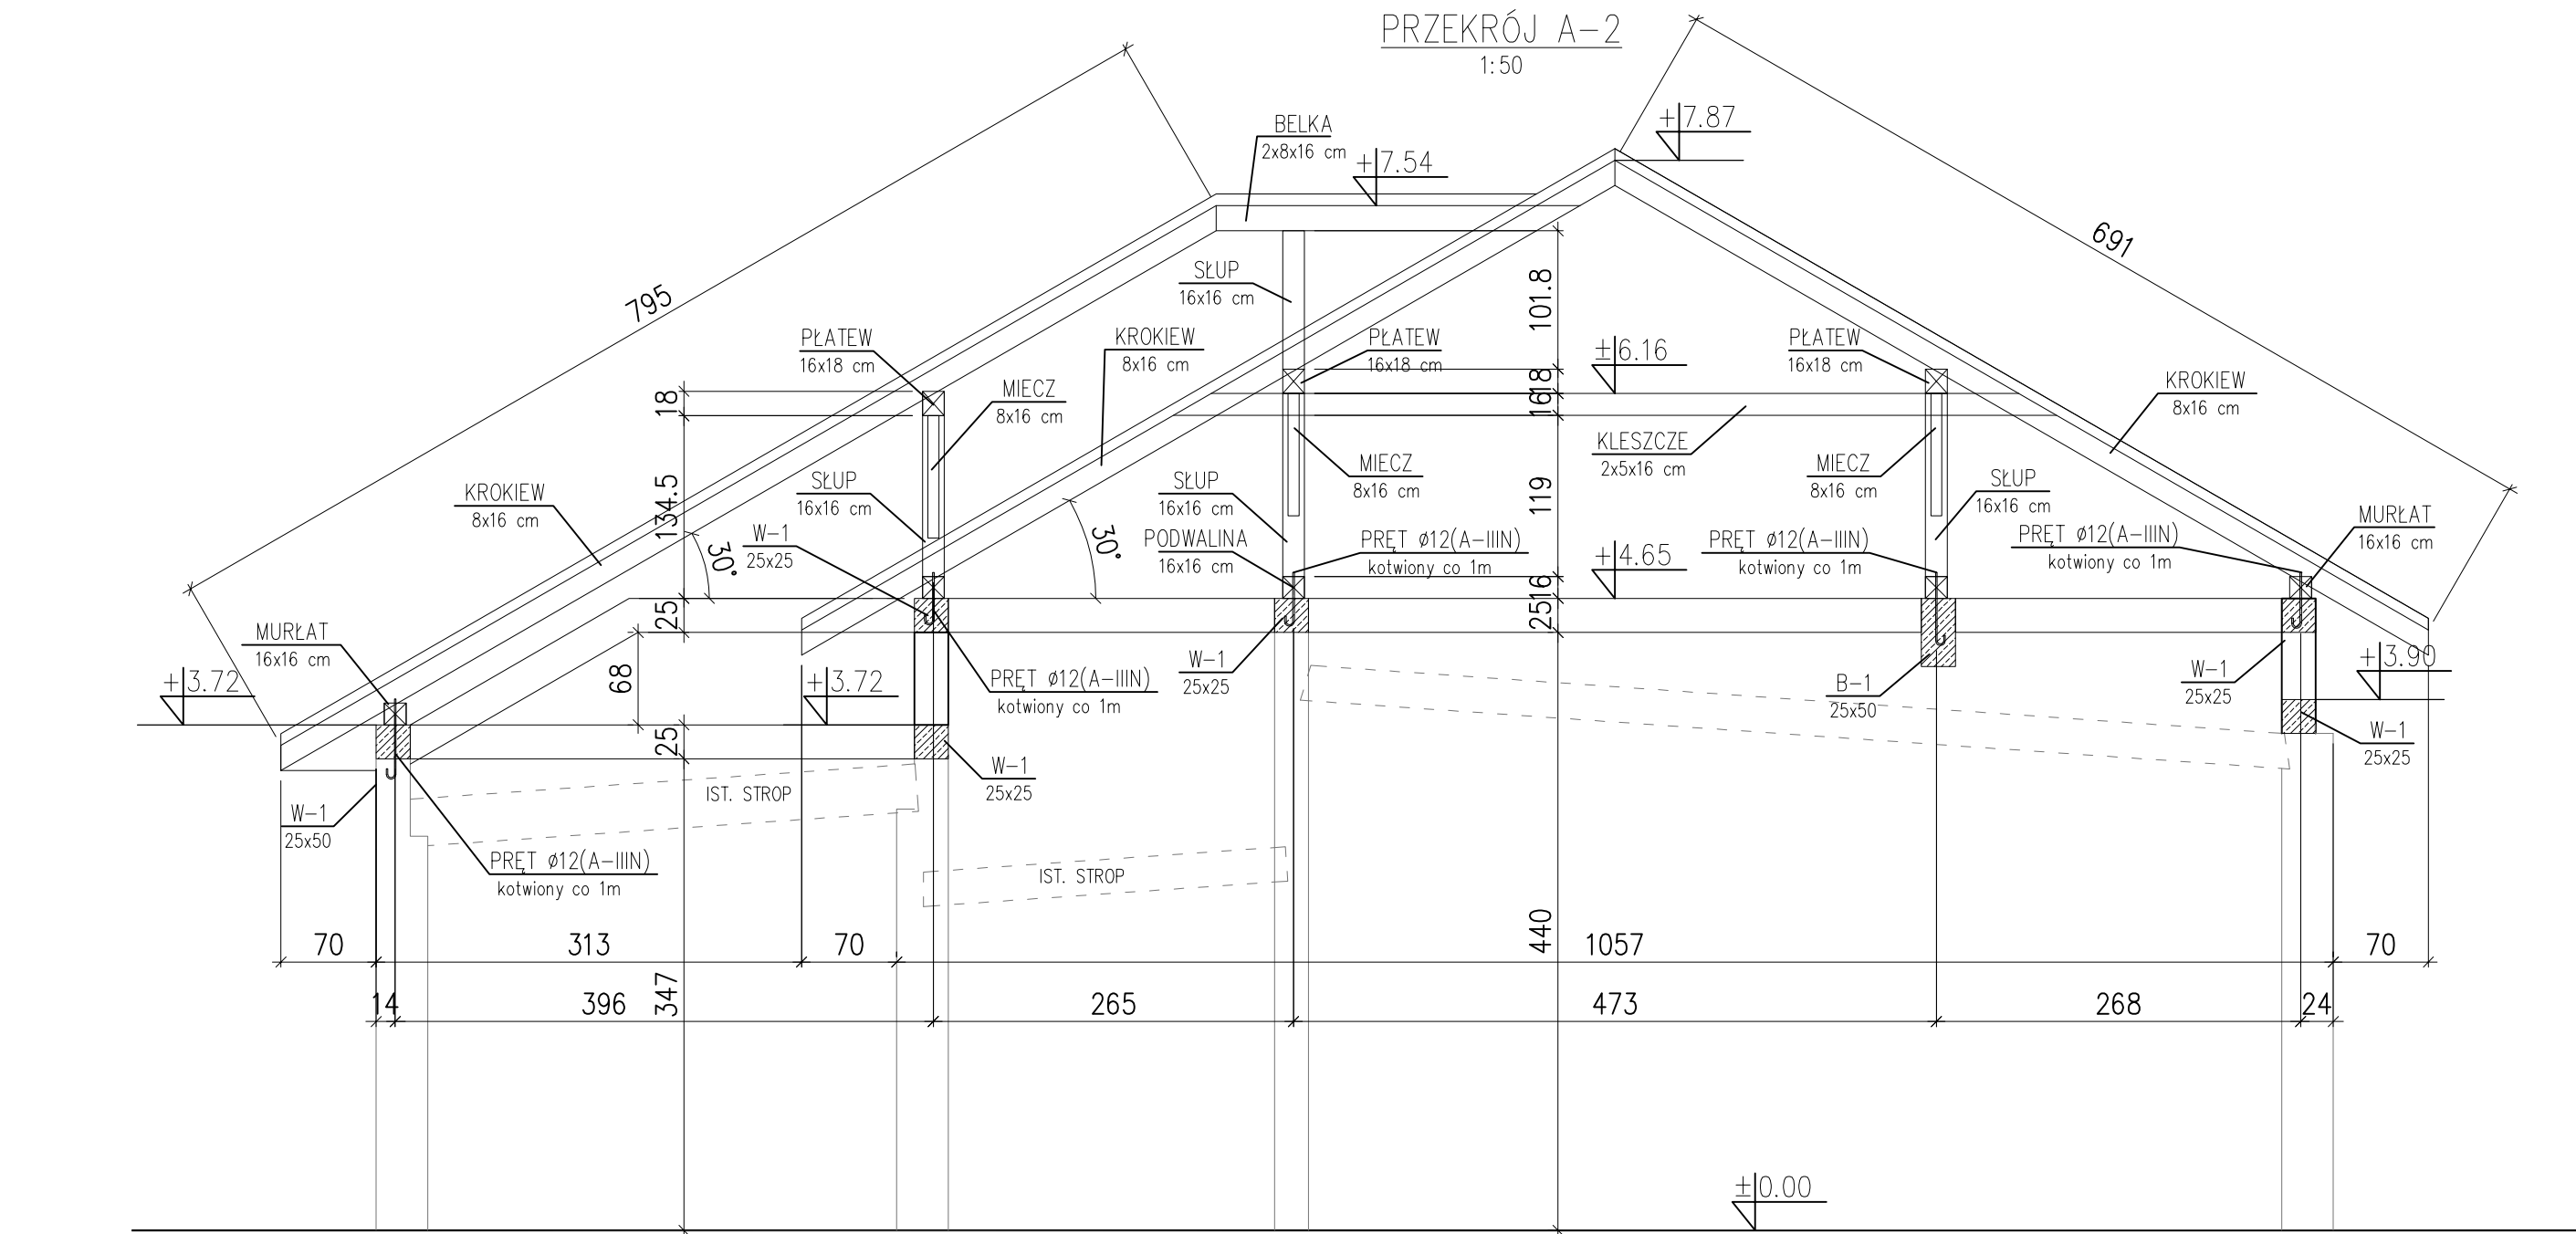 PRZEKRÓJ A-2
1:50
+7.87
BELKA
2x8x16 cm
+7.54
691
795
SŁUP
16x16 cm
101.8
PŁATEW
16x18 cm
KROKIEW
8x16 cm
PŁATEW
16x18 cm
±6.16
PŁATEW
16x18 cm
KROKIEW
8x16 cm
18
MIECZ
8x16 cm
18
16
KLESZCZE
2x5x16 cm
MIECZ
8x16 cm
MIECZ
8x16 cm
KROKIEW
8x16 cm
134.5
SŁUP
16x16 cm
SŁUP
16x16 cm
119
SŁUP
16x16 cm
MURŁAT
16x16 cm
W-1
25x25
30°
30°
PODWALINA
16x16 cm
PRĘT ø12(A-IIIN)
kotwiony co 1m
+4.65
PRĘT ø12(A-IIIN)
kotwiony co 1m
PRĘT ø12(A-IIIN)
kotwiony co 1m
16
25
25
MURŁAT
16x16 cm
68
+3.72
+3.72
PRĘT ø12(A-IIIN)
kotwiony co 1m
W-1
25x25
B-1
25x50
W-1
25x25
+3.90
25
W-1
25x25
W-1
25x25
IST. STROP
W-1
25x50
PRĘT ø12(A-IIIN)
kotwiony co 1m
IST. STROP
70
313
70
440
1057
70
14
396
347
265
473
268
24
±0.00